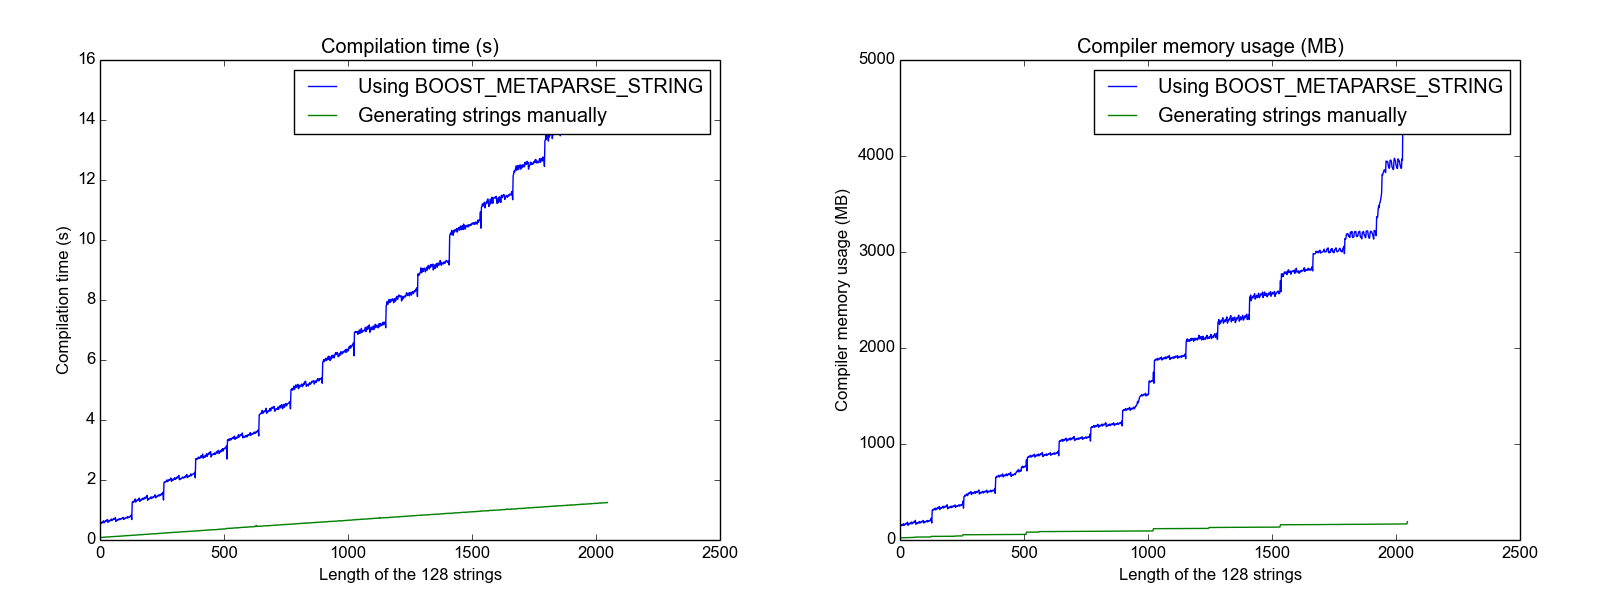 Compilation time (s)
Using BOOST_METAPARSE_STRING
Generating strings manually
16
14
12
10
8
6
4
2
0
Compilation time (s)
0 500 1000 1500 2000 2500
Length of the 128 strings
Compiler memory usage (MB)
Using BOOST_METAPARSE_STRING
Generating strings manually
5000
4000
3000
2000
1000
0
Compiler memory usage (MB)
0 500 1000 1500 2000 2500
Length of the 128 strings